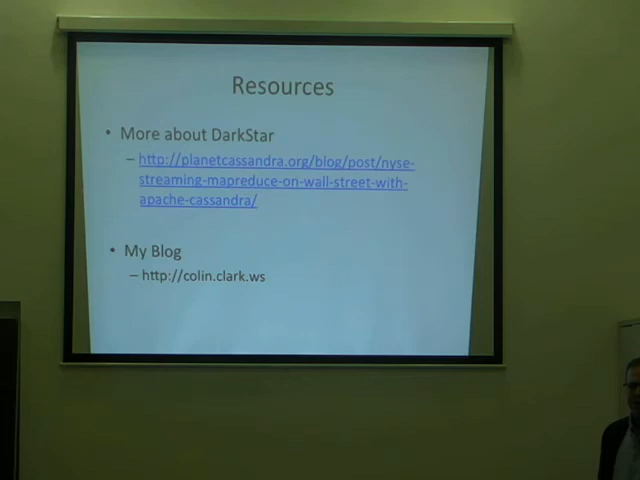 Resources
• More about DarkStar
– http://planetcassandra.org/blog/post/nyse-
streaming-mapreduce-on-wall-street-with-
apache-cassandra/
• My Blog
– http://colin.clark.ws